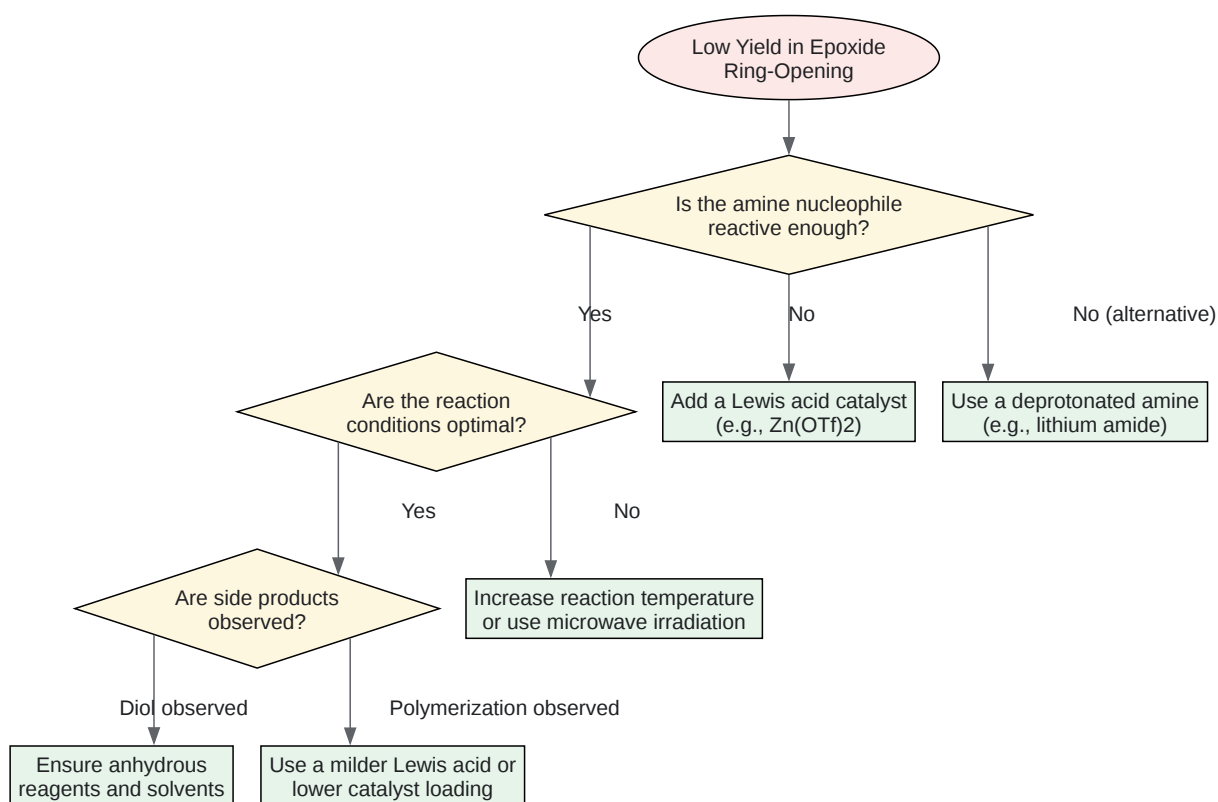 Low Yield in Epoxide
Ring-Opening
Is the amine nucleophile
reactive enough?
Yes
No
No (alternative)
Are the reaction
conditions optimal?
Add a Lewis acid catalyst
(e.g., Zn(OTf)2)
Use a deprotonated amine
(e.g., lithium amide)
Yes
No
Are side products
observed?
Increase reaction temperature
or use microwave irradiation
Diol observed
Polymerization observed
Ensure anhydrous
reagents and solvents
Use a milder Lewis acid or
lower catalyst loading